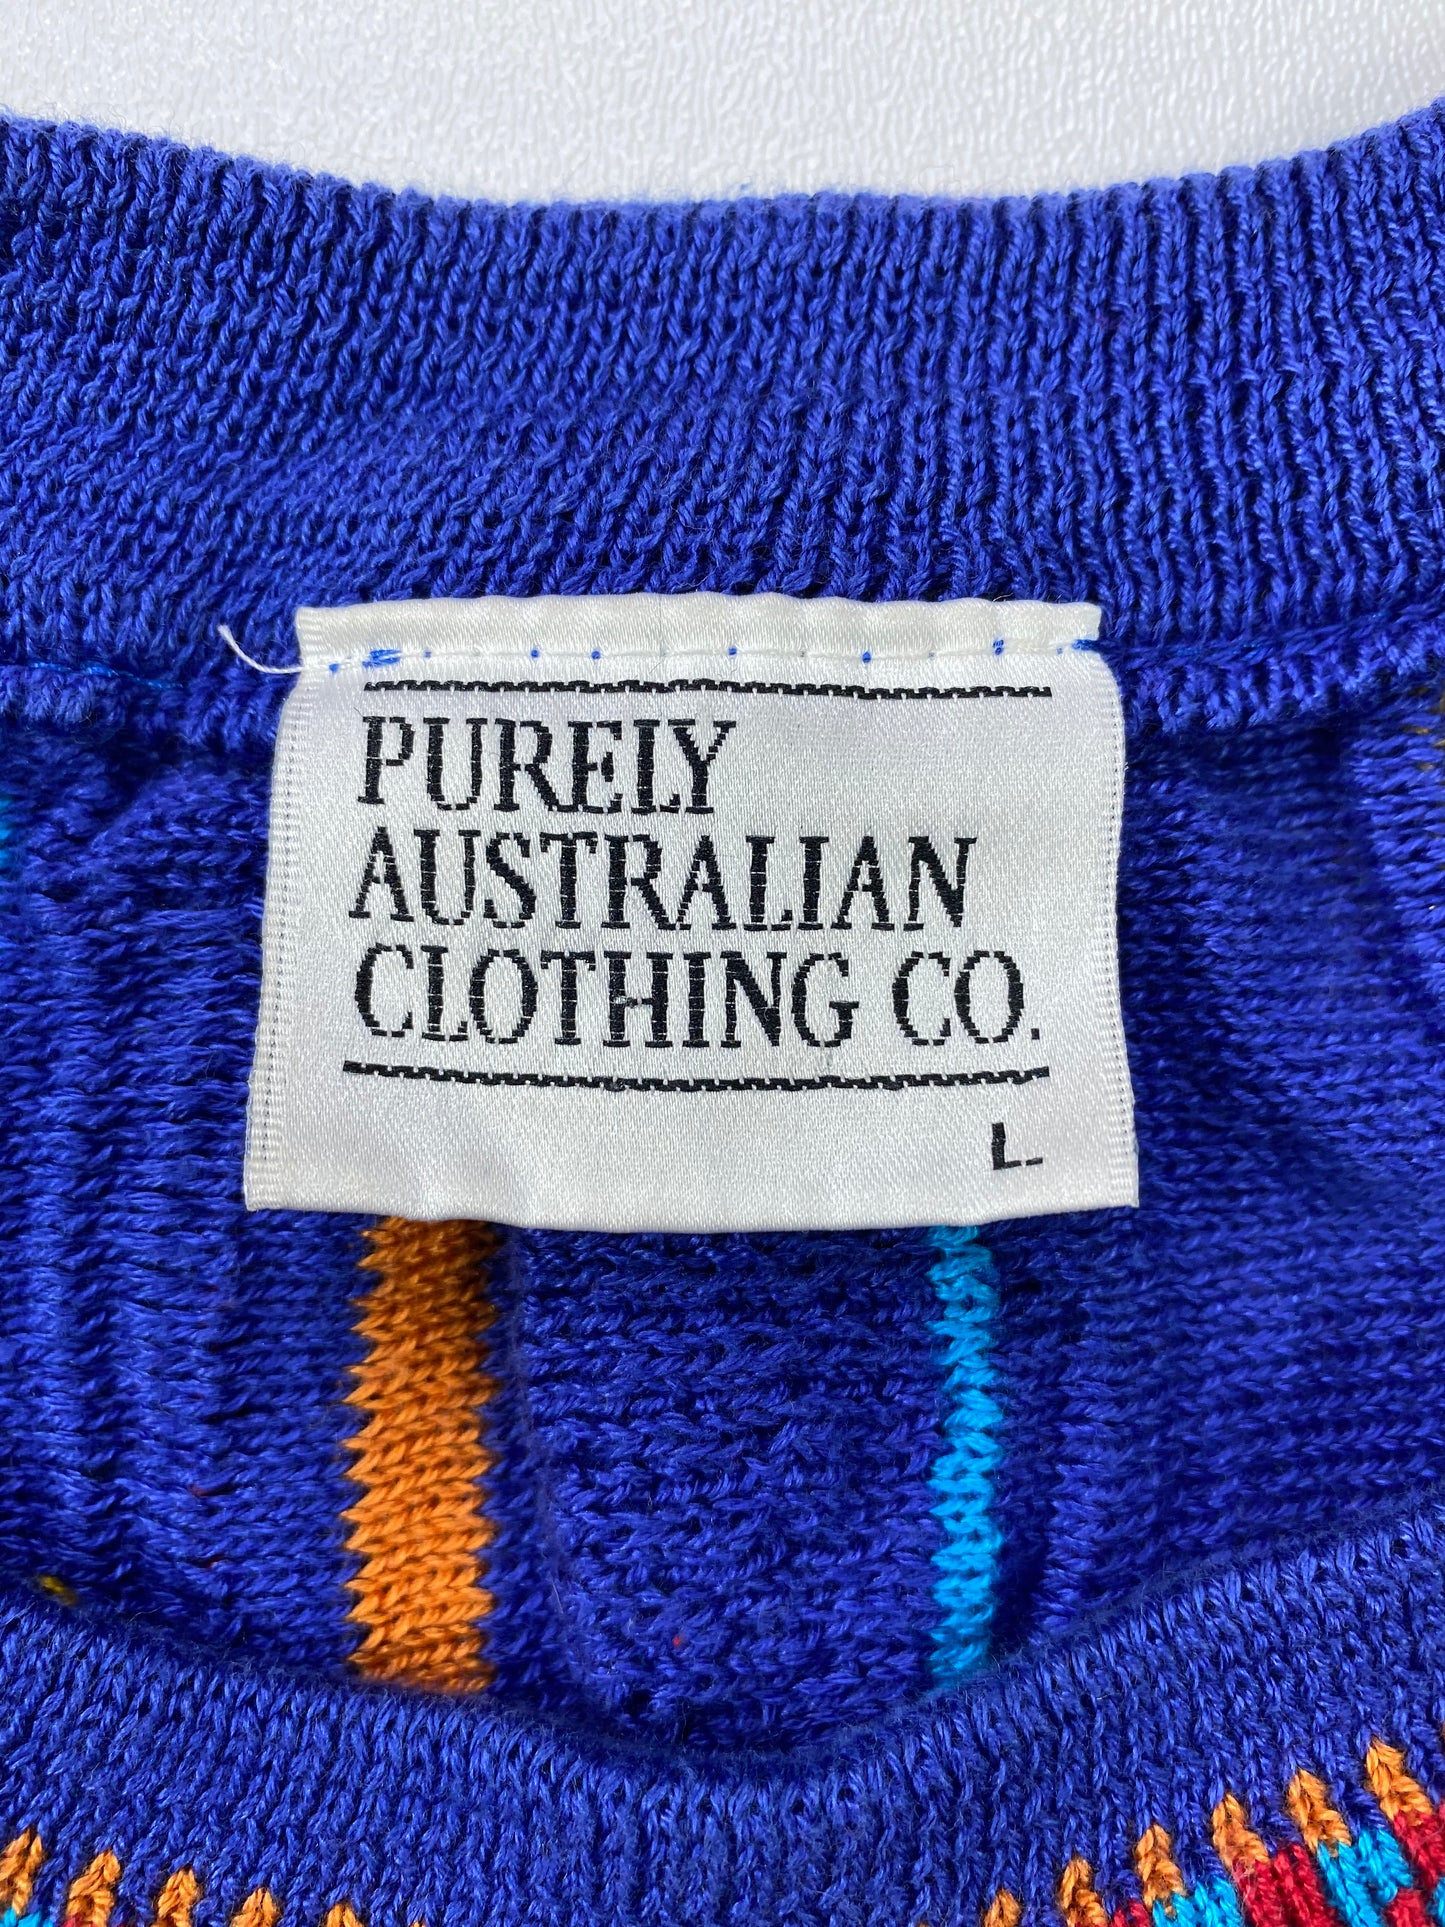 PURELY
AUSTRALIAN
CLOTHING CO.
L.